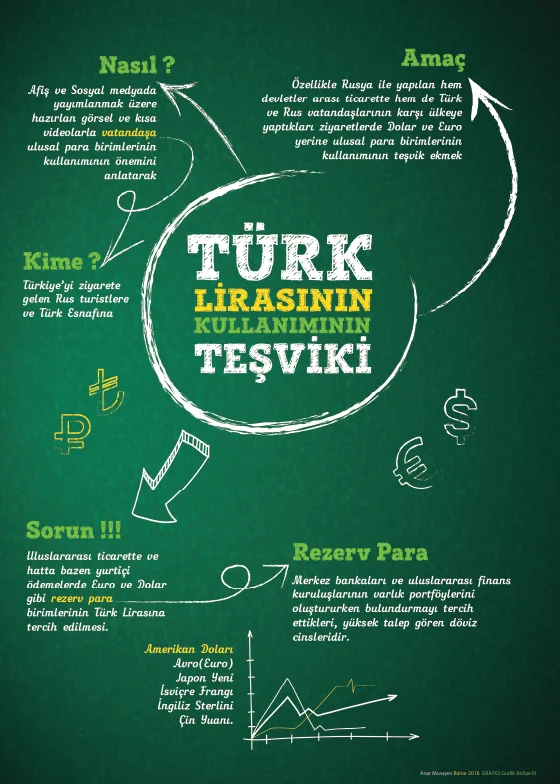 Nasıl ?
Afiş ve Sosyal medyada
yayımlanmak üzere
hazırlan görsel ve kısa
videolarla vatandaşa
ulusal para birimlerinin
kullanımının önemini
anlatarak
Amaç
Özellikle Rusya ile yapılan hem
devletler arası ticarette hem de Türk
ve Rus vatandaşlarının karşı ülkeye
yaptıkları ziyaretlerde Dolar ve Euro
yerine ulusal para birimlerinin
kullanımının teşvik ekmek
TÜRK
LİRASININ
KULLANIMININ
TEŞVİKİ
Kime ?
Türkiye'yi ziyarete
gelen Rus turistlere
ve Türk Esnafına
₺
₽
$
€
Sorun !!!
Uluslararası ticarette ve
hatta bazen yurtiçi
ödemelerde Euro ve Dolar
gibi rezerv para
birimlerinin Türk Lirasına
tercih edilmesi.
Rezerv Para
Merkez bankaları ve uluslararası finans
kuruluşlarının varlık portföylerini
oluştururken bulundurmayı tercih
ettikleri, yüksek talep gören döviz
cinsleridir.
Amerikan Doları
Avro(Euro)
Japon Yeni
İsviçre Frangı
İngiliz Sterlini
Çin Yuanı.
Anar Musayev Bahar 2018 GRA763 Grafik Atölye III